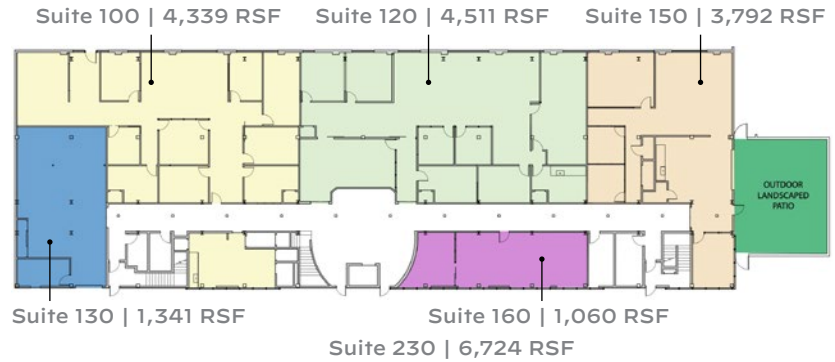 Suite 100 | 4,339 RSF
Suite 120 | 4,511 RSF
Suite 150 | 3,792 RSF
OUTDOOR
LANDSCAPED
PATIO
Suite 130 | 1,341 RSF
Suite 160 | 1,060 RSF
Suite 230 | 6,724 RSF